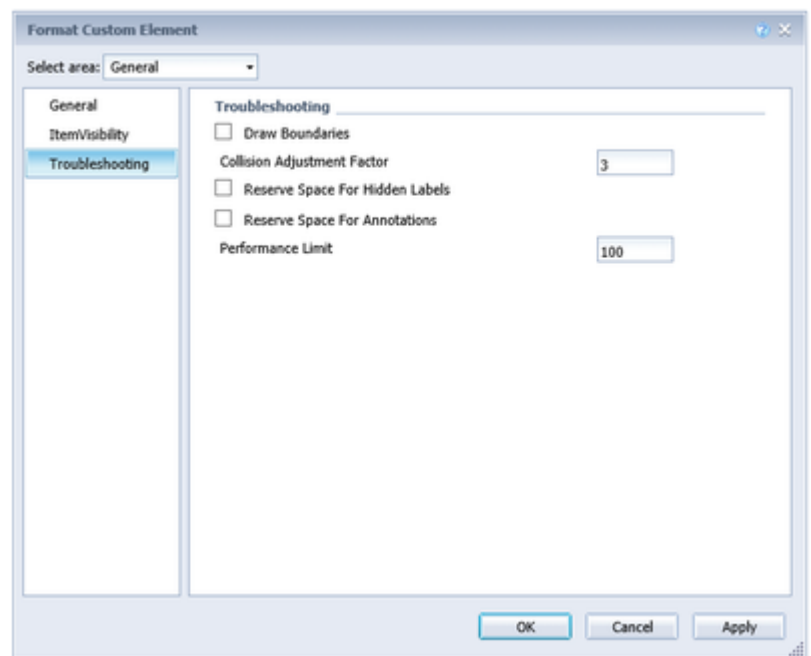 Format Custom Element
Select area: General
General
ItemVisibility
Troubleshooting
Troubleshooting
Draw Boundaries
Collision Adjustment Factor 3
Reserve Space For Hidden Labels
Reserve Space For Annotations
Performance Limit 100
OK Cancel Apply